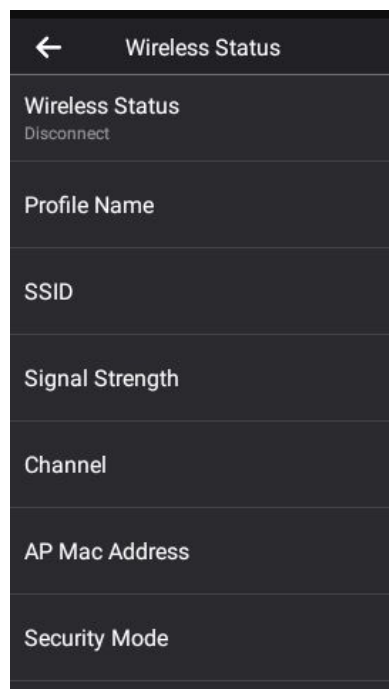 Wireless Status
Wireless Status
Disconnect
Profile Name
SSID
Signal Strength
Channel
AP Mac Address
Security Mode